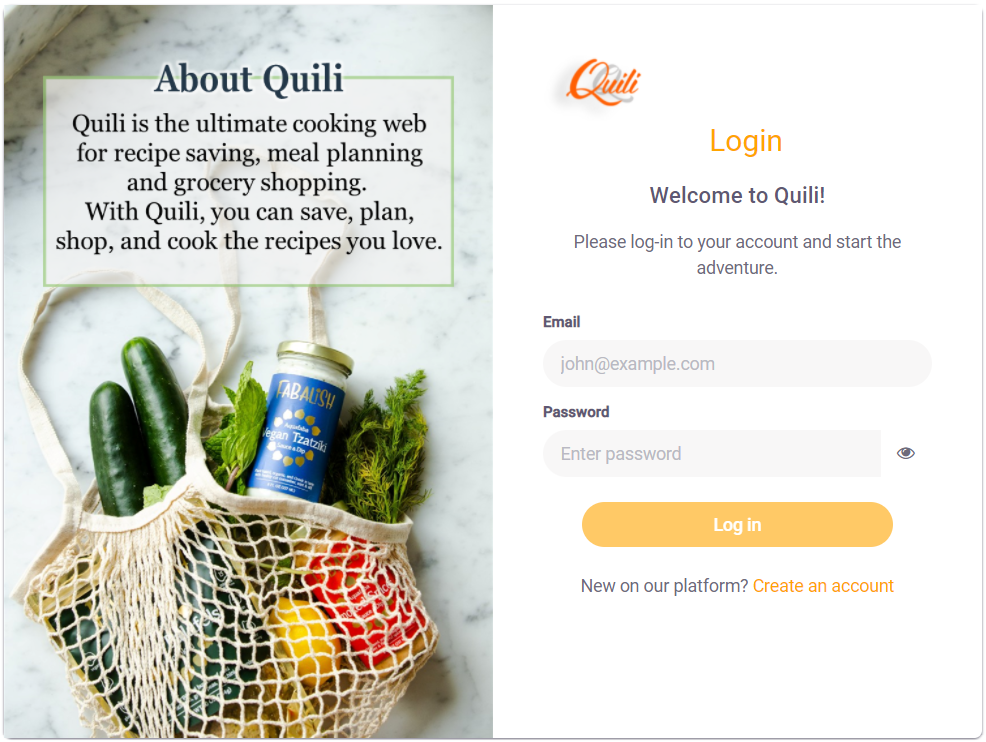 About Quili
Quili is the ultimate cooking web
for recipe saving, meal planning
and grocery shopping.
With Quili, you can save, plan,
shop, and cook the recipes you love.
FABALISH
Aquafaba
Vegan Tzatziki
Sauce & Dip
Quili
Login
Welcome to Quili!
Please log-in to your account and start the
adventure.
Email
john@example.com
Password
Enter password
Log in
New on our platform? Create an account